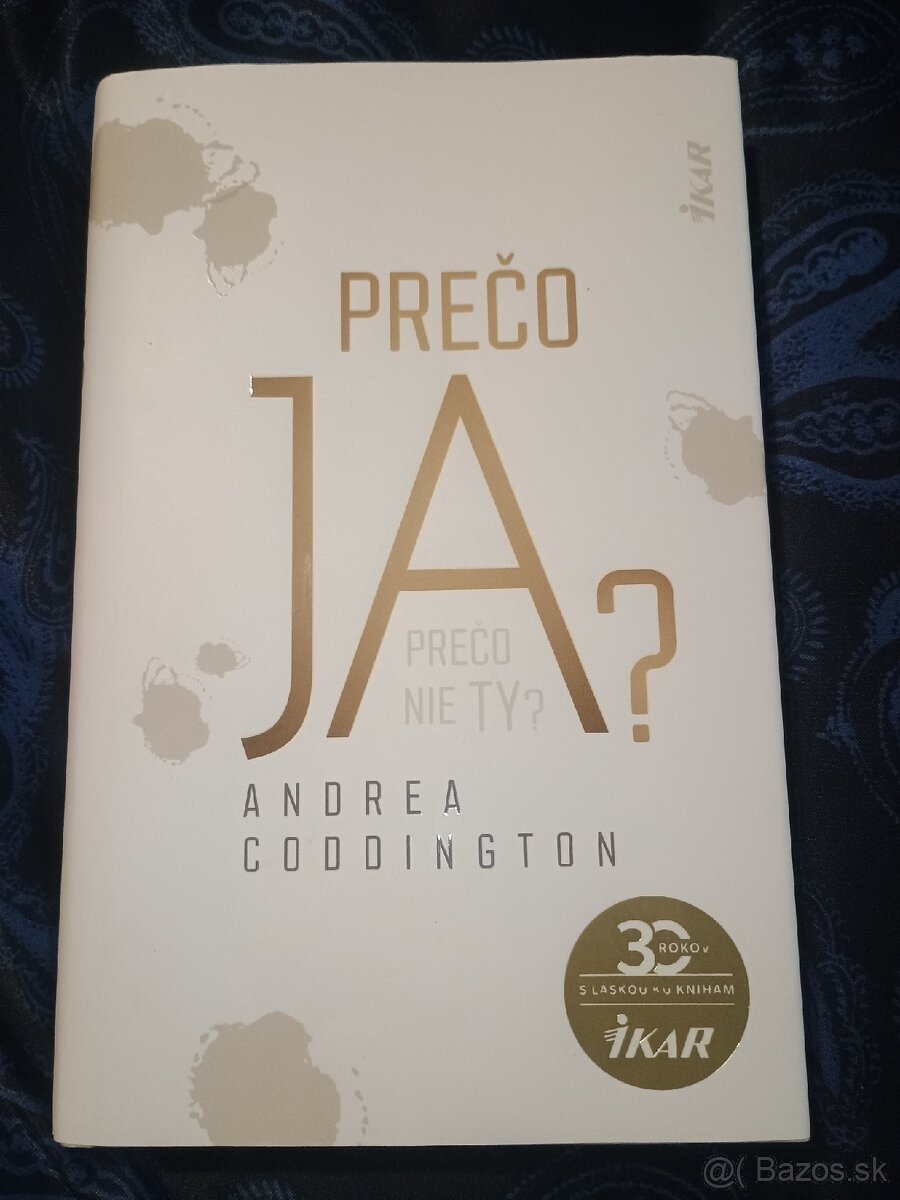 IKAR
PREČO
JA?
PREČO
NIE TY?
ANDREA
CODDINGTON
30 ROKOV
S LÁSKOU KU KNIHÁM
IKAR
@( Bazos.sk